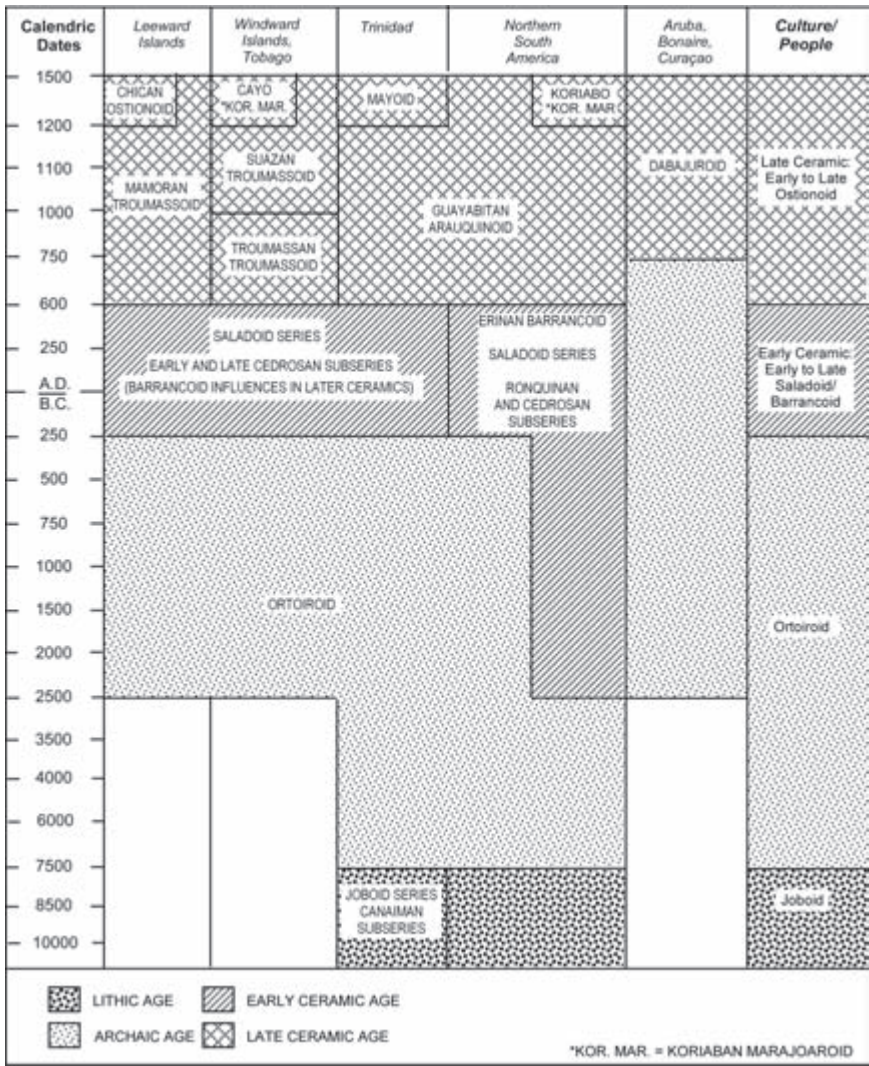 Calendric
Dates
Leeward
Islands
Windward
Islands,
Tobago
Trinidad
Northern
South
America
Aruba,
Bonaire,
Curaçao
Culture/
People
1500
1200
1100
1000
750
600
250
A.D.
B.C.
250
500
750
1000
1500
2000
2500
3500
4000
6000
7500
8500
10000
CHICAN
OSTIONOID
CAYO
*KOR. MAR.
MAYOID
KORIABO
*KOR. MAR
MAMORAN
TROUMASSOID
SUAZAN
TROUMASSOID
TROUMASSAN
TROUMASSOID
GUAYABITAN
ARAUQUINOID
DABAJUROID
Late Ceramic:
Early to Late
Ostionoid
SALADOID SERIES
EARLY AND LATE CEDROSAN SUBSERIES
(BARRANCOID INFLUENCES IN LATER CERAMICS)
ERINAN BARRANCOID
SALADOID SERIES
RONQUINAN
AND CEDROSAN
SUBSERIES
Early Ceramic:
Early to Late
Saladoid/
Barrancoid
ORTOIROID
Ortoiroid
JOBOID SERIES
CANAIMAN
SUBSERIES
Joboid
LITHIC AGE
EARLY CERAMIC AGE
ARCHAIC AGE
LATE CERAMIC AGE
*KOR. MAR. = KORIABAN MARAJOAROID